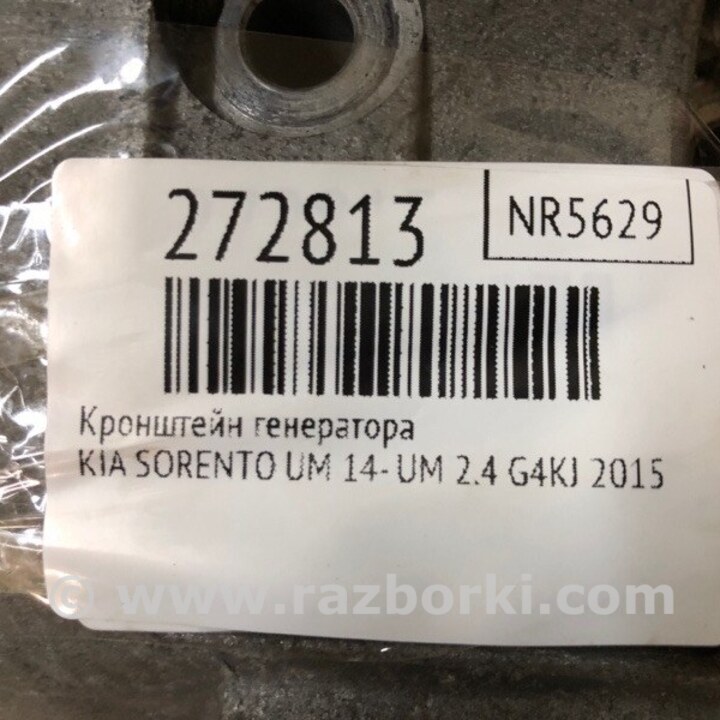 272813
NR5629
Кронштейн генератора
KIA SORENTO UM 14- UM 2.4 G4KJ 2015
© www.razborki.com